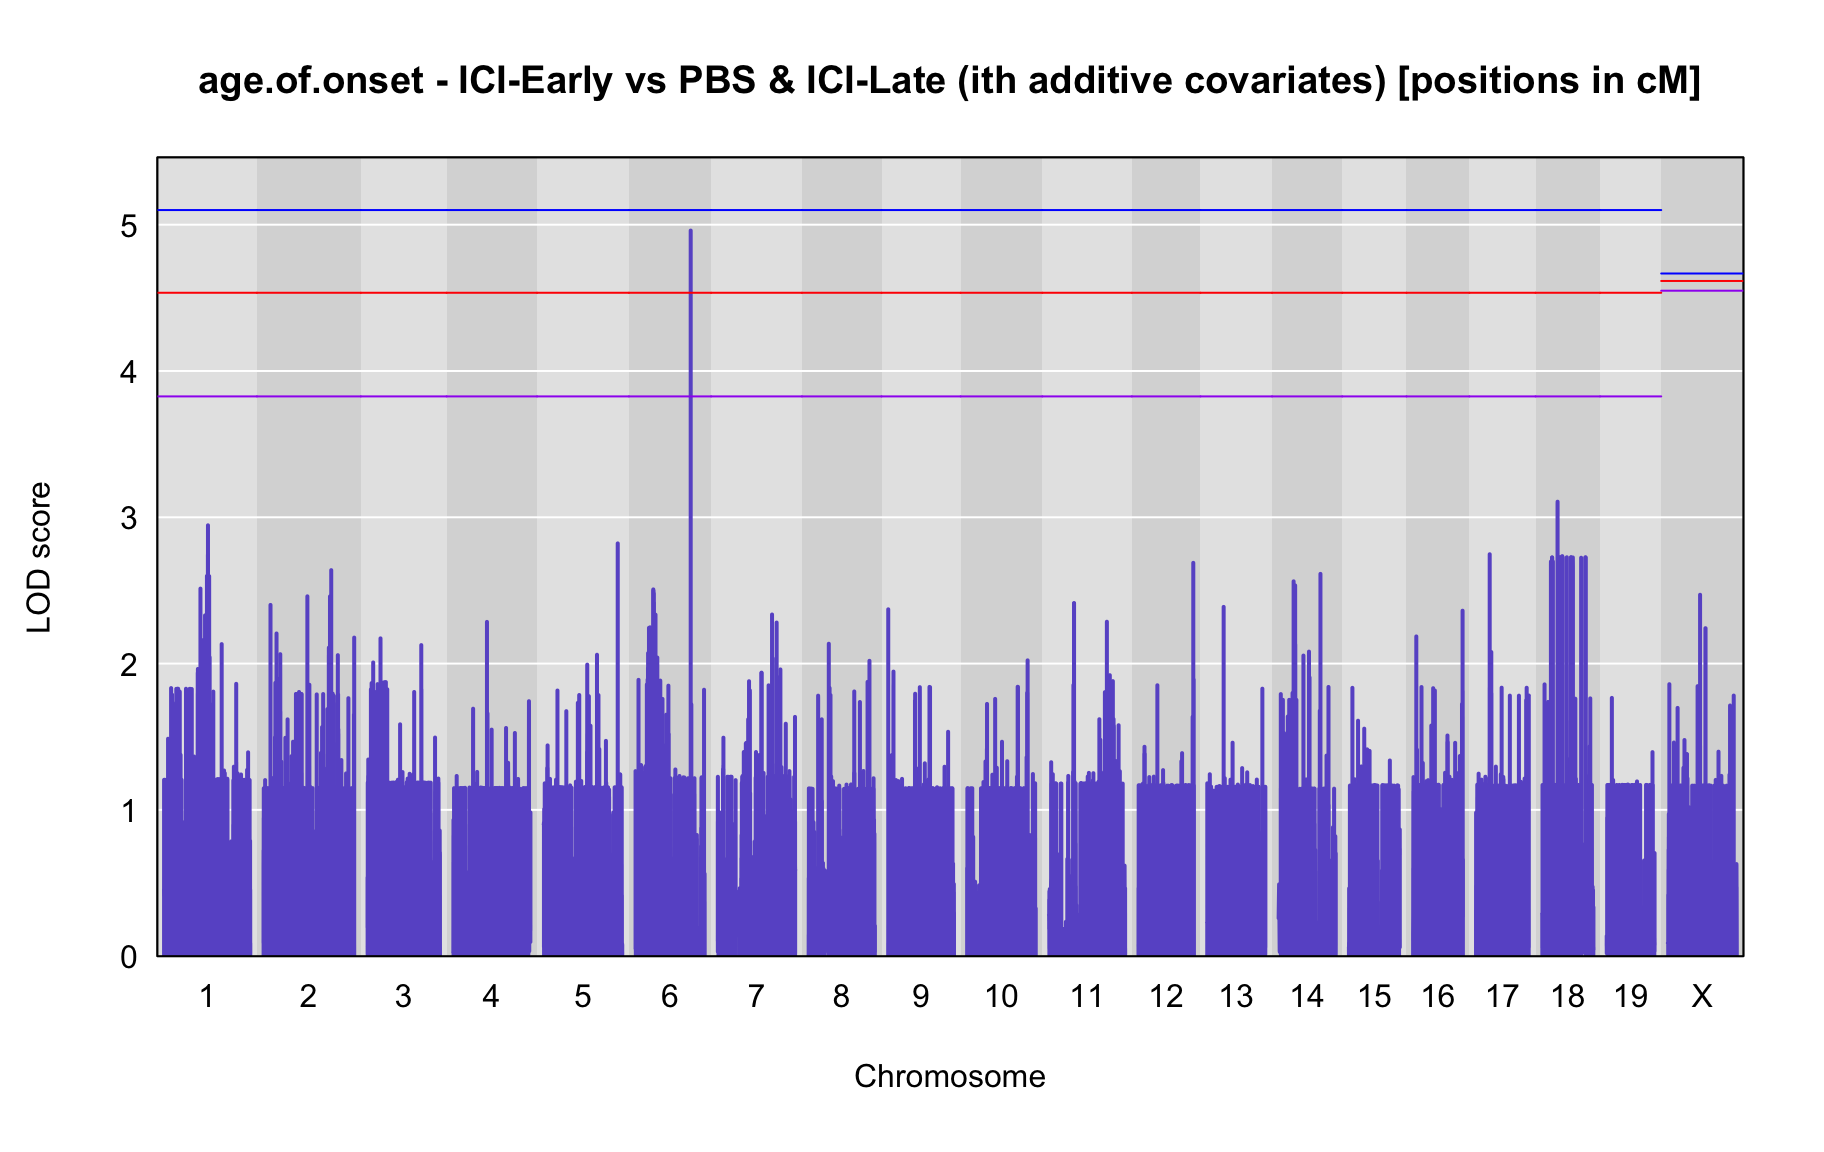 age.of.onset - ICI-Early vs PBS & ICI-Late (ith additive covariates) [positions in cM]
5
4
3
2
1
0
LOD score
1 2 3 4 5 6 7 8 9 10 11 12 13 14 15 16 17 18 19 X
Chromosome